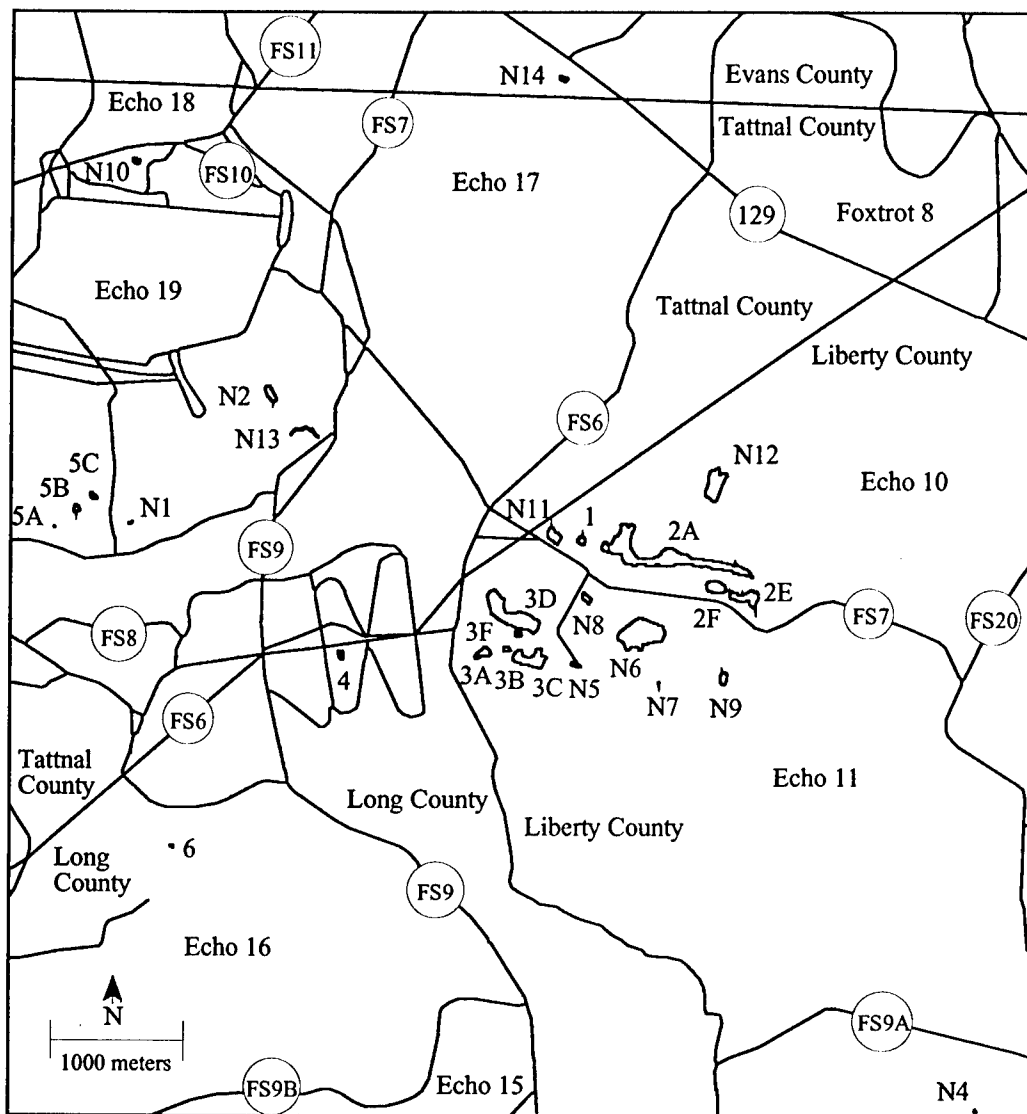 FS11
N14
Evans County
Echo 18
FS7
Tattnal County
N10
FS10
Echo 17
129
Foxtrot 8
Echo 19
Tattnal County
Liberty County
N2
FS6
N13
N12
5C
5B
5A
N1
Echo 10
N11
1
2A
FS9
3D
N8
2E
2F
FS7
FS20
FS8
3F
3A
3B
3C
N5
N6
N7
N9
4
FS6
Tattnal
County
Long County
Echo 11
Liberty County
6
Long
County
FS9
Echo 16
N
1000 meters
FS9A
FS9B
Echo 15
N4